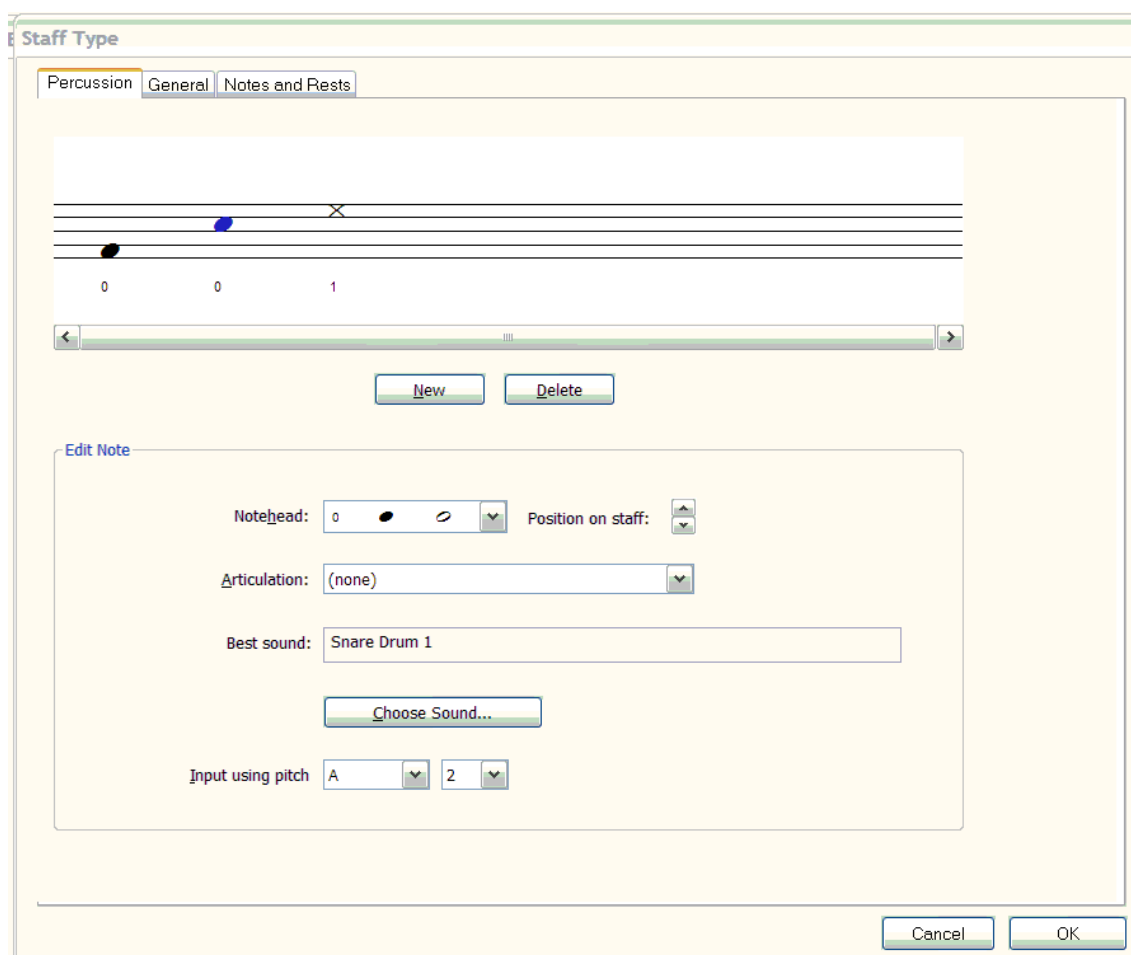 Staff Type
Percussion General Notes and Rests
0 0 1
New Delete
Edit Note
Notehead: 0 Position on staff:
Articulation: (none)
Best sound: Snare Drum 1
Choose Sound...
Input using pitch A 2
Cancel OK